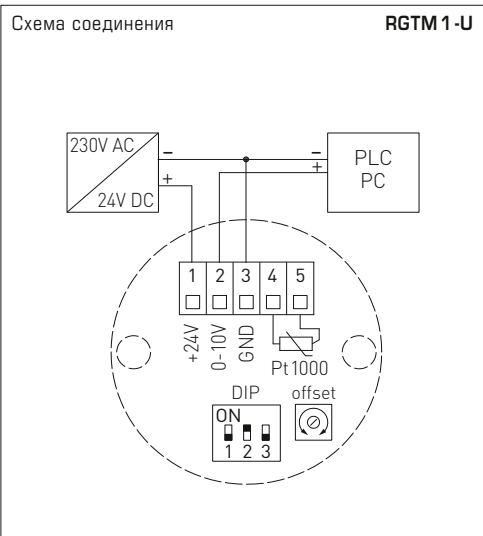 Схема соединения RGTM 1 - U
230V AC
24V DC
–
+
–
+
PLC
PC
1 2 3 4 5
+24V
0-10V
GND
Pt1000
DIP
offset
ON
1 2 3